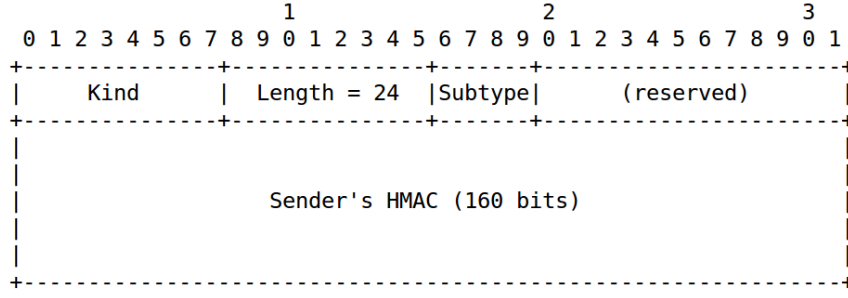 1                   2                   3
 0 1 2 3 4 5 6 7 8 9 0 1 2 3 4 5 6 7 8 9 0 1 2 3 4 5 6 7 8 9 0 1
+---------------+---------------+-------+-----------------------+
|     Kind      |  Length = 24  |Subtype|      (reserved)       |
+---------------+---------------+-------+-----------------------+
|                                                               |
|                                                               |
|                   Sender's HMAC (160 bits)                    |
|                                                               |
|                                                               |
+---------------------------------------------------------------+